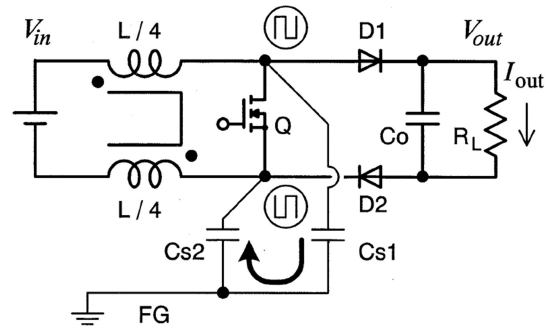 Vin
L / 4
D1
Vout
Iout
Q
Co
RL
L / 4
D2
Cs2
Cs1
FG